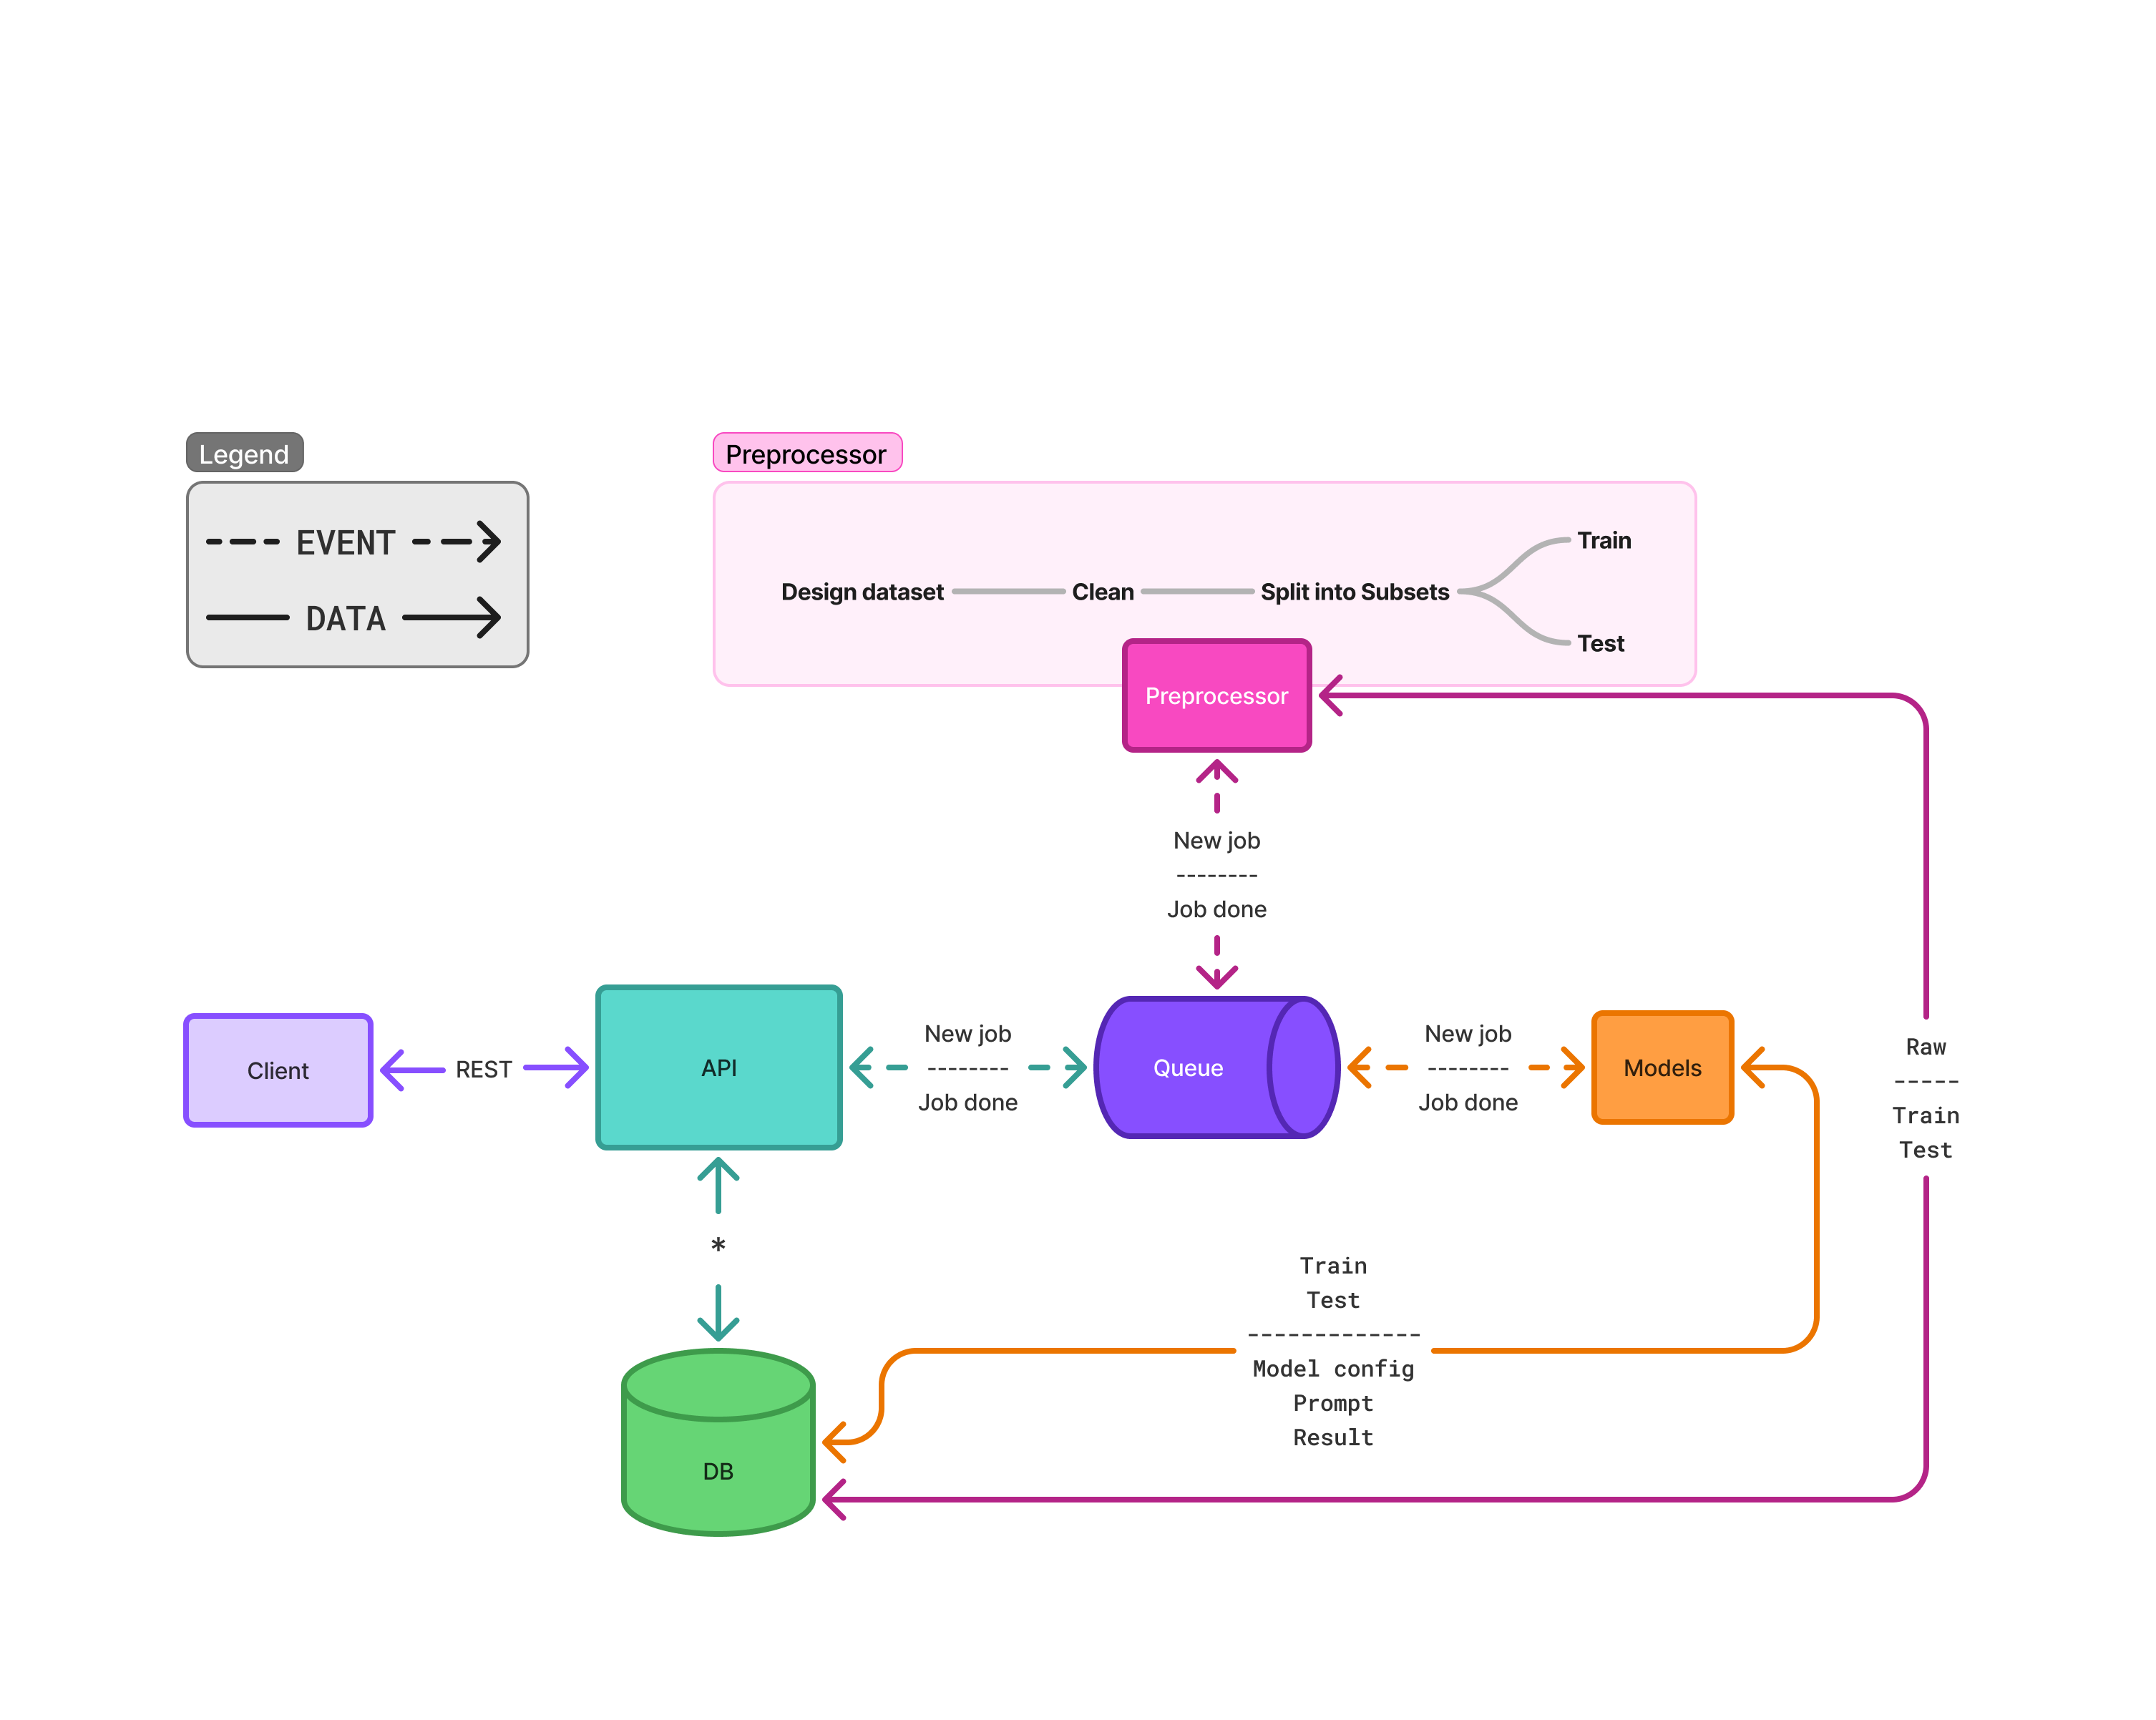 Legend
EVENT
DATA
Preprocessor
Design dataset
Clean
Split into Subsets
Train
Test
Preprocessor
New job
--------
Job done
Client
REST
API
New job
--------
Job done
Queue
New job
--------
Job done
Models
Raw
-----
Train
Test
*
Train
Test
-------------
Model config
Prompt
Result
DB